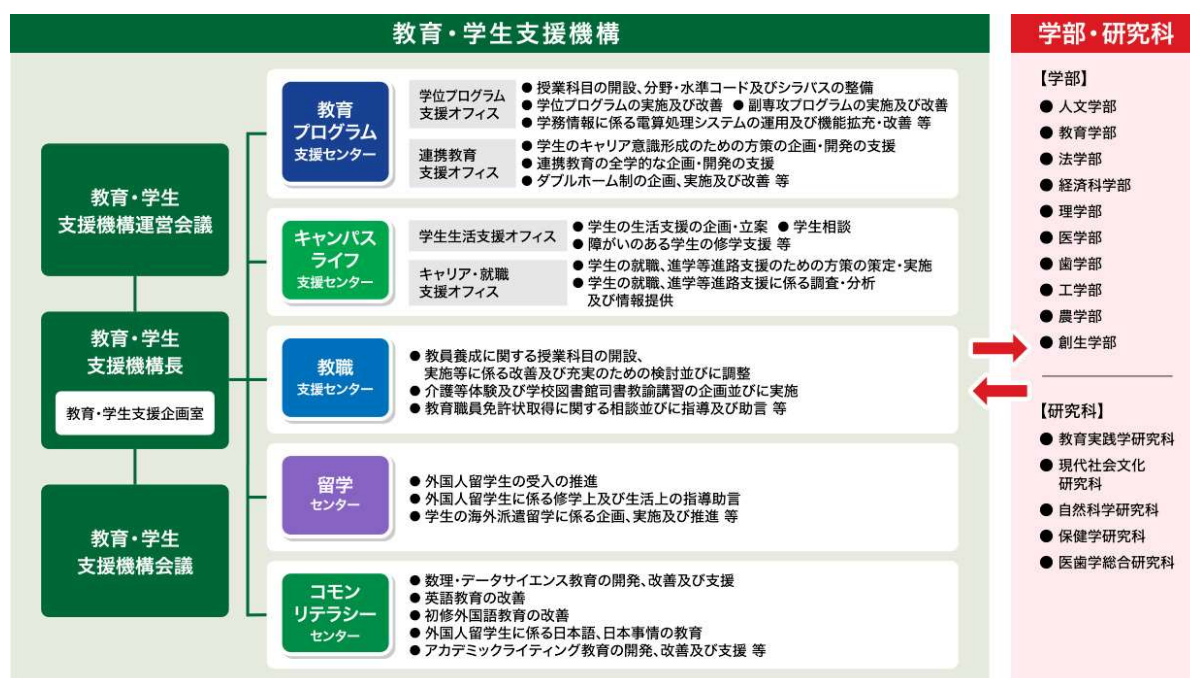 教育・学生支援機構
教育・学生
支援機構運営会議
教育・学生
支援機構長
教育・学生支援企画室
教育・学生
支援機構会議
教育
プログラム
支援センター
学位プログラム
支援オフィス
● 授業科目の開設、分野・水準コード及びシラバスの整備
● 学位プログラムの実施及び改善 ● 副専攻プログラムの実施及び改善
● 学務情報に係る電算処理システムの運用及び機能拡充・改善 等
連携教育
支援オフィス
● 学生のキャリア意識形成のための方策の企画・開発の支援
● 連携教育の全学的な企画・開発の支援
● ダブルホーム制の企画、実施及び改善 等
キャンパス
ライフ
支援センター
学生生活支援オフィス
● 学生の生活支援の企画・立案 ● 学生相談
● 障がいのある学生の修学支援 等
キャリア・就職
支援オフィス
● 学生の就職、進学等進路支援のための方策の策定・実施
● 学生の就職、進学等進路支援に係る調査・分析
及び情報提供
教職
支援センター
● 教員養成に関する授業科目の開設、
実施等に係る改善及び充実のための検討並びに調整
● 介護等体験及び学校図書館司書教諭講習の企画並びに実施
● 教育職員免許状取得に関する相談並びに指導及び助言 等
留学
センター
● 外国人留学生の受入の推進
● 外国人留学生に係る修学上及び生活上の指導助言
● 学生の海外派遣留学に係る企画、実施及び推進 等
コモン
リテラシー
センター
● 数理・データサイエンス教育の開発、改善及び支援
● 英語教育の改善
● 初修外国語教育の改善
● 外国人留学生に係る日本語、日本事情の教育
● アカデミックライティング教育の開発、改善及び支援 等
学部・研究科
【学部】
● 人文学部
● 教育学部
● 法学部
● 経済科学部
● 理学部
● 医学部
● 歯学部
● 工学部
● 農学部
● 創生学部
【研究科】
● 教育実践学研究科
● 現代社会文化
研究科
● 自然科学研究科
● 保健学研究科
● 医歯学総合研究科